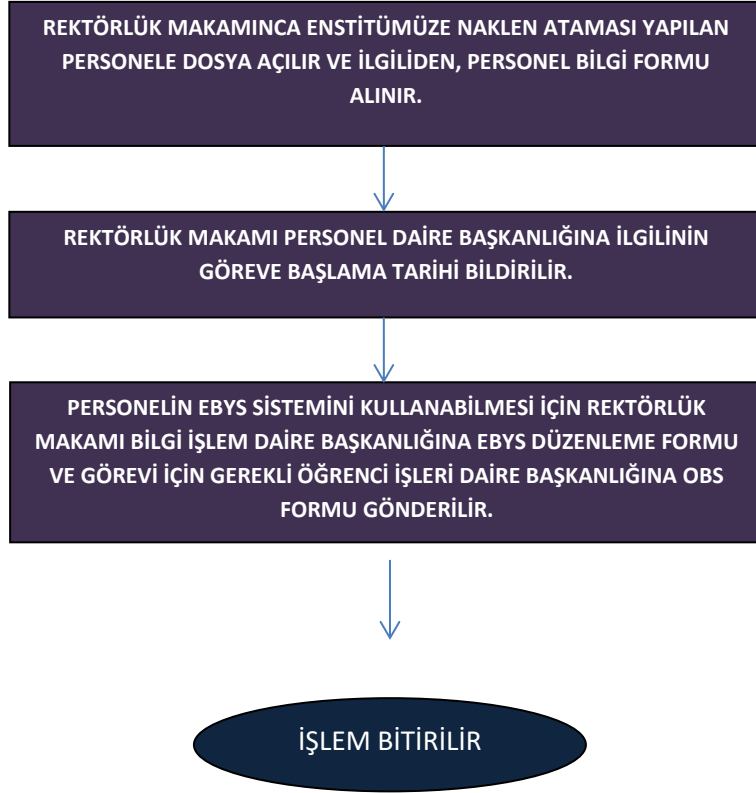 REKTÖRLÜK MAKAMINCA ENSTİTÜMÜZE NAKLEN ATAMASI YAPILAN
PERSONELE DOSYA AÇILIR VE İLGİLİDEN, PERSONEL BİLGİ FORMU
ALINIR.
REKTÖRLÜK MAKAMI PERSONEL DAİRE BAŞKANLIĞINA İLGİLİNİN
GÖREVE BAŞLAMA TARİHİ BİLDİRİLİR.
PERSONELİN EBYS SİSTEMİNİ KULLANABİLMESİ İÇİN REKTÖRLÜK
MAKAMI BİLGİ İŞLEM DAİRE BAŞKANLIĞINA EBYS DÜZENLEME FORMU
VE GÖREVİ İÇİN GEREKLİ ÖĞRENCİ İŞLERİ DAİRE BAŞKANLIĞINA OBS
FORMU GÖNDERİLİR.
İŞLEM BİTİRİLİR